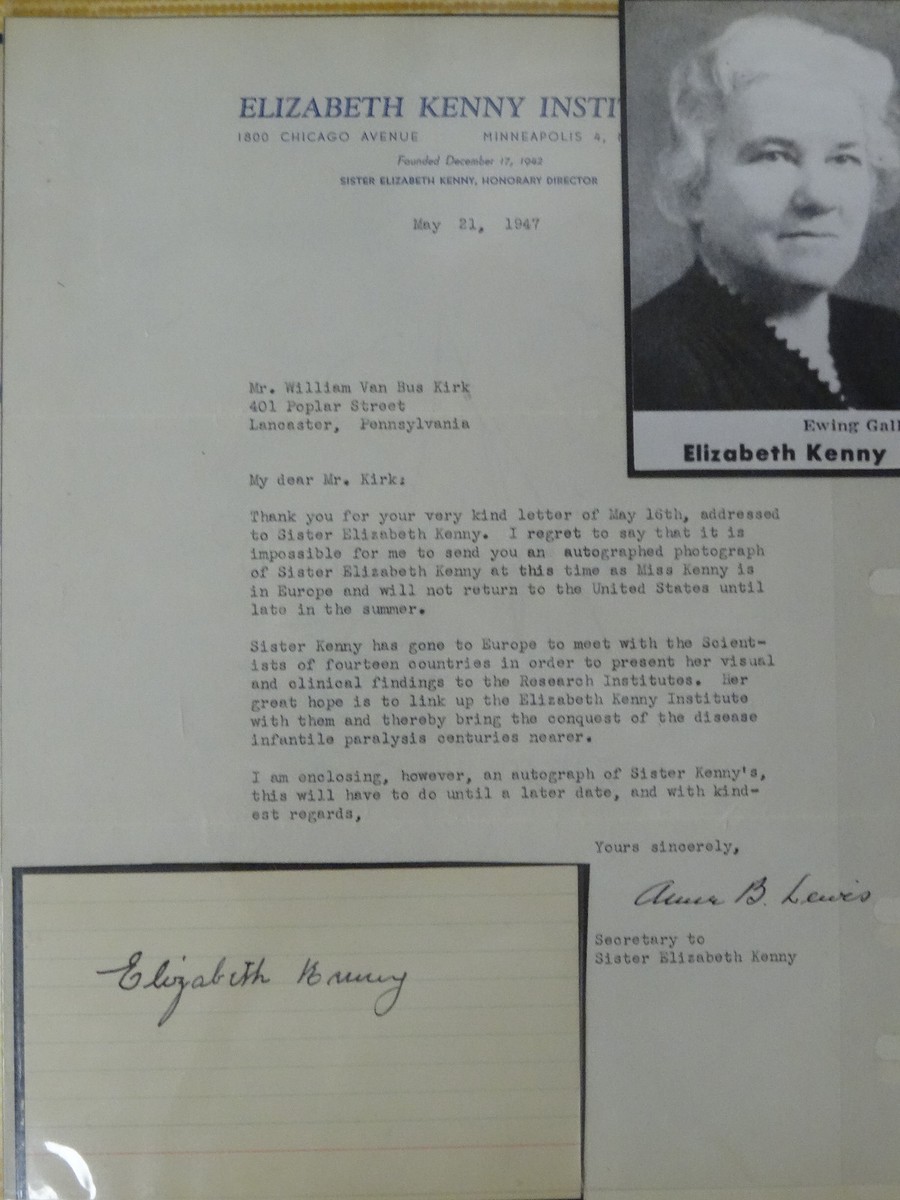 ELIZABETH KENNY INSTI
1800 CHICAGO AVENUE MINNEAPOLIS 4,
Founded December 17, 1942
SISTER ELIZABETH KENNY, HONORARY DIRECTOR
May 21, 1947
Ewing Gall
Elizabeth Kenny
Mr. William Van Bus Kirk
401 Poplar Street
Lancaster, Pennsylvania
My dear Mr. Kirk:
Thank you for your very kind letter of May 16th, addressed
to Sister Elizabeth Kenny. I regret to say that it is
impossible for me to send you an autographed photograph
of Sister Elizabeth Kenny at this time as Miss Kenny is
in Europe and will not return to the United States until
late in the summer.
Sister Kenny has gone to Europe to meet with the Scient-
ists of fourteen countries in order to present her visual
and clinical findings to the Research Institutes. Her
great hope is to link up the Elizabeth Kenny Institute
with them and thereby bring the conquest of the disease
infantile paralysis centuries nearer.
I am enclosing, however, an autograph of Sister Kenny's,
this will have to do until a later date, and with kind-
est regards,
Yours sincerely,
Anna B. Lewis
Secretary to
Sister Elizabeth Kenny
Elizabeth Kenny